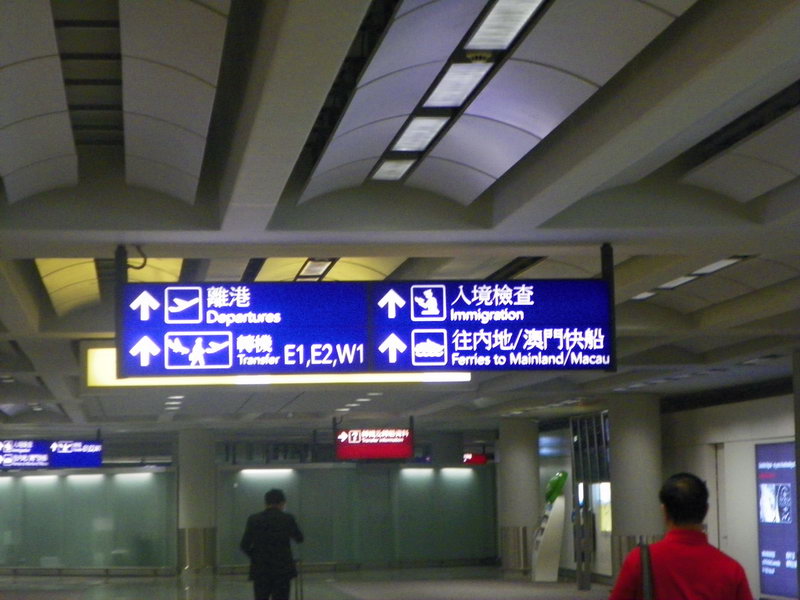 離港
Departures
轉機
Transfer E1,E2,W1
入境檢查
Immigration
往內地/澳門快船
Ferries to Mainland/Macau